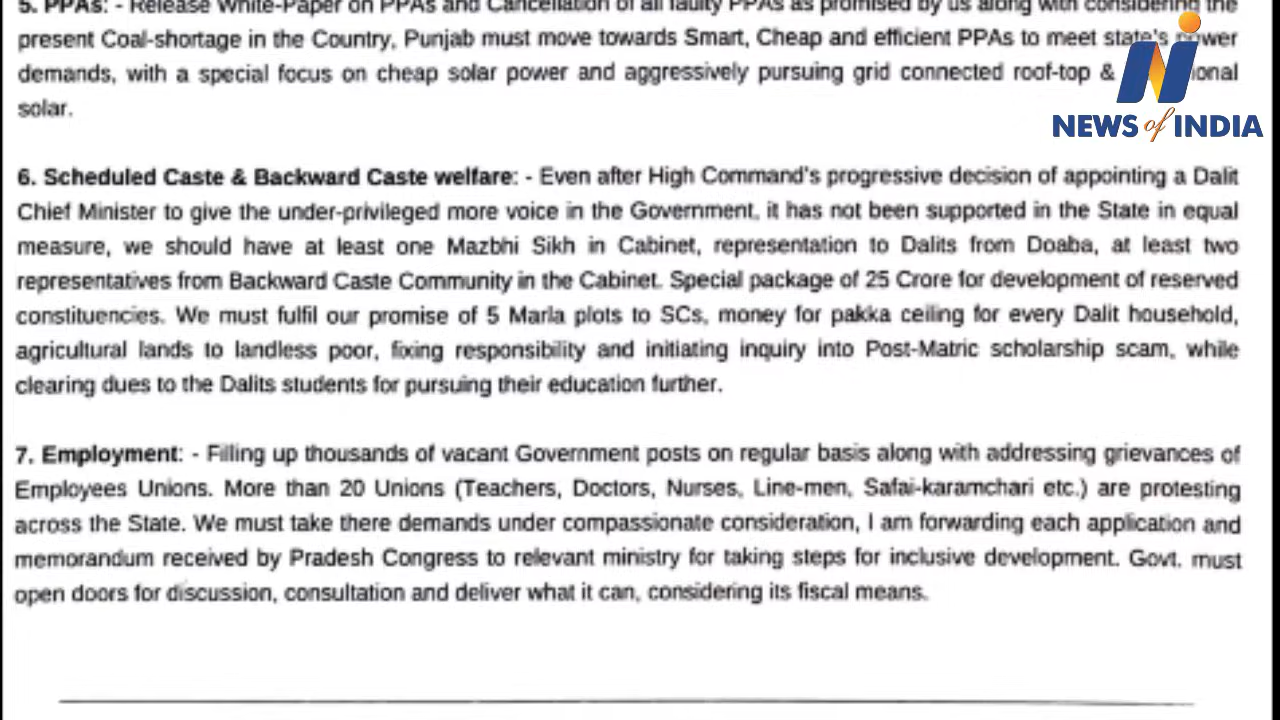 5. PPAs: - Release White-Paper on PPAs and Cancellation of all faulty PPAs as promised by us along with considering the
present Coal-shortage in the Country, Punjab must move towards Smart, Cheap and efficient PPAs to meet state's power
demands, with a special focus on cheap solar power and aggressively pursuing grid connected roof-top &
solar.
NEWS of INDIA
6. Scheduled Caste & Backward Caste welfare: - Even after High Command's progressive decision of appointing a Dalit
Chief Minister to give the under-privileged more voice in the Government, it has not been supported in the State in equal
measure, we should have at least one Mazbhi Sikh in Cabinet, representation to Dalits from Doaba, at least two
representatives from Backward Caste Community in the Cabinet. Special package of 25 Crore for development of reserved
constituencies. We must fulfil our promise of 5 Marla plots to SCs, money for pakka ceiling for every Dalit household,
agricultural lands to landless poor, fixing responsibility and initiating inquiry into Post-Matric scholarship scam, while
clearing dues to the Dalits students for pursuing their education further.
7. Employment: - Filling up thousands of vacant Government posts on regular basis along with addressing grievances of
Employees Unions. More than 20 Unions (Teachers, Doctors, Nurses, Line-men, Safai-karamchari etc.) are protesting
across the State. We must take there demands under compassionate consideration, I am forwarding each application and
memorandum received by Pradesh Congress to relevant ministry for taking steps for inclusive development. Govt. must
open doors for discussion, consultation and deliver what it can, considering its fiscal means.